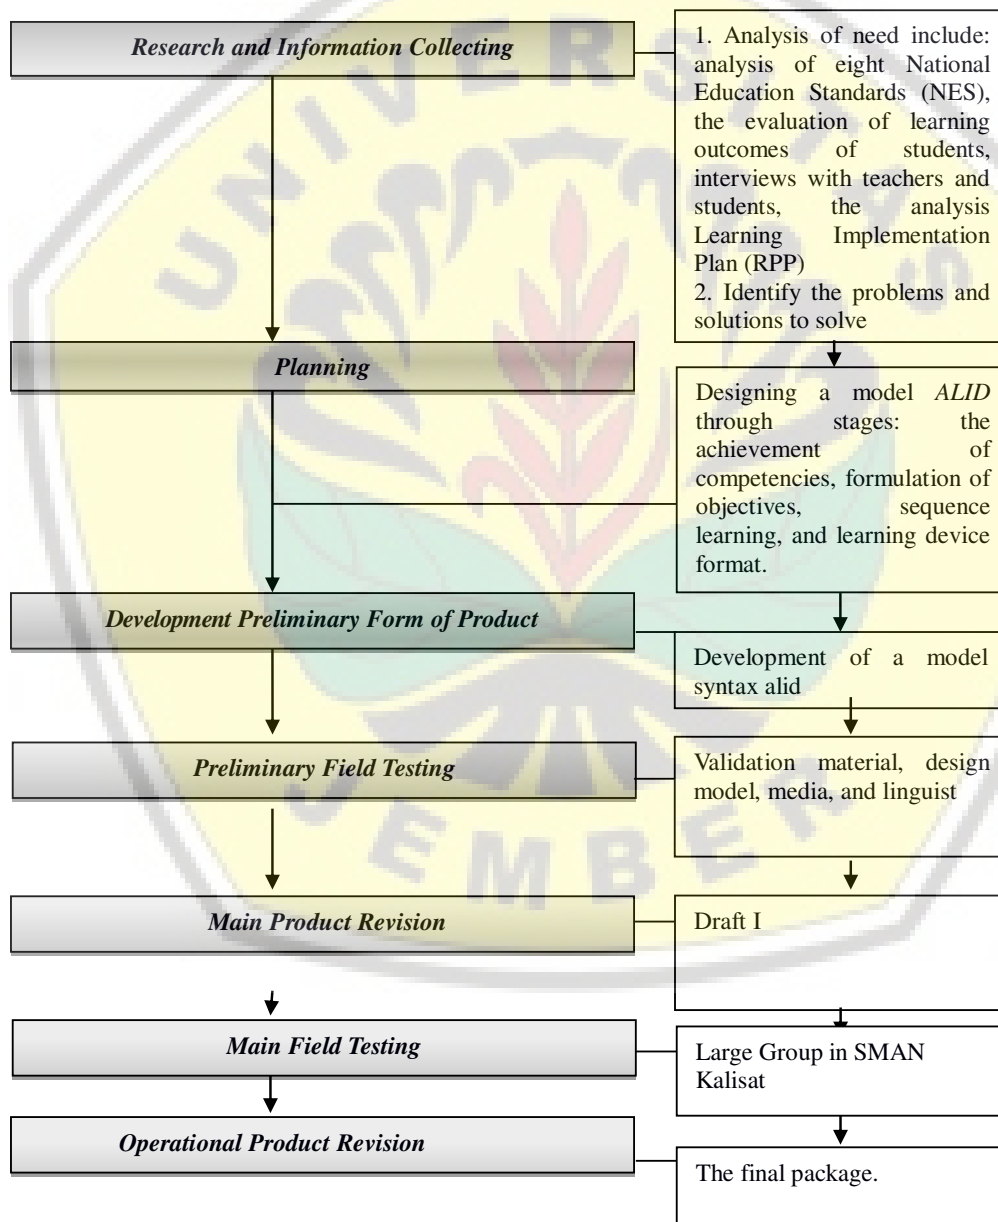 Research and Information Collecting
1. Analysis of need include:
analysis of eight National
Education Standards (NES),
the evaluation of learning
outcomes of students,
interviews with teachers and
students, the analysis
Learning Implementation
Plan (RPP)
2. Identify the problems and
solutions to solve
Planning
Designing a model ALID
through stages: the
achievement of
competencies, formulation of
objectives, sequence
learning, and learning device
format.
Development Preliminary Form of Product
Development of a model
syntax alid
Preliminary Field Testing
Validation material, design
model, media, and linguist
Main Product Revision
Draft I
Main Field Testing
Large Group in SMAN
Kalisat
Operational Product Revision
The final package.
UNIVERSITAS
JEMBER